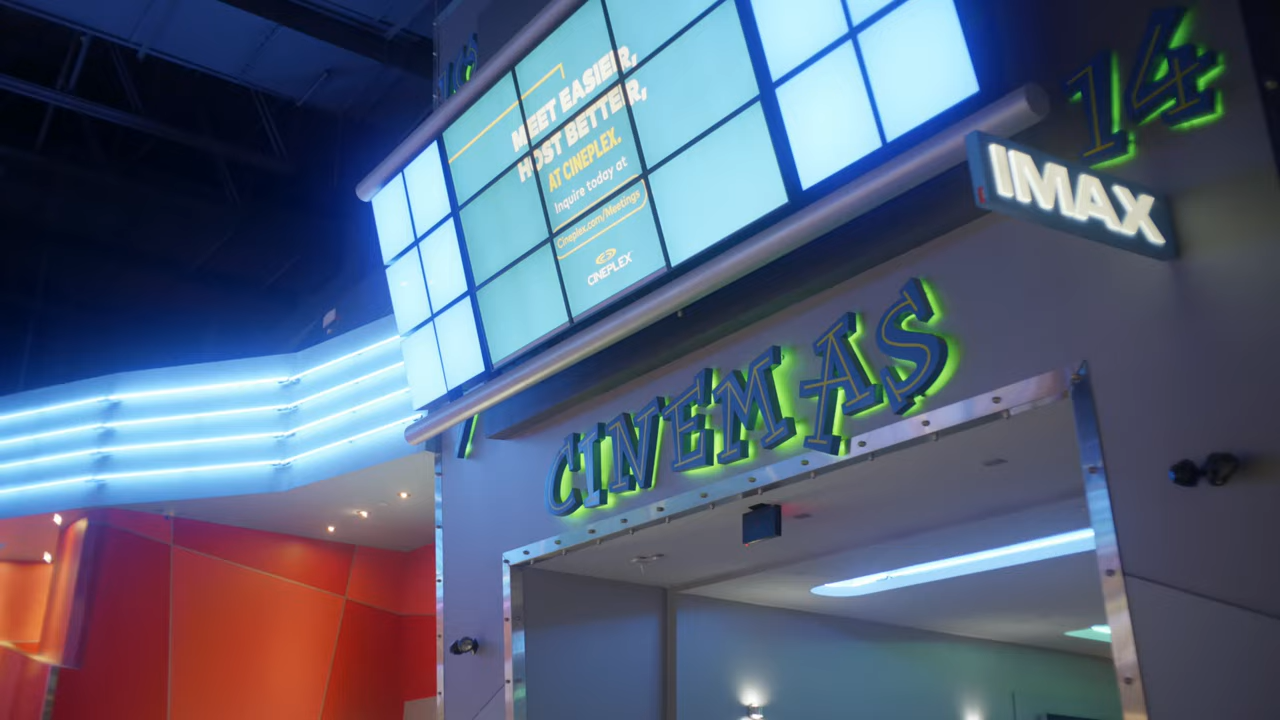 MEET EASIER,
HOST BETTER,
AT CINEPLEX.
Inquire today at
Cineplex.com/Meetings
CINEPLEX
14
IMAX
CINEMAS